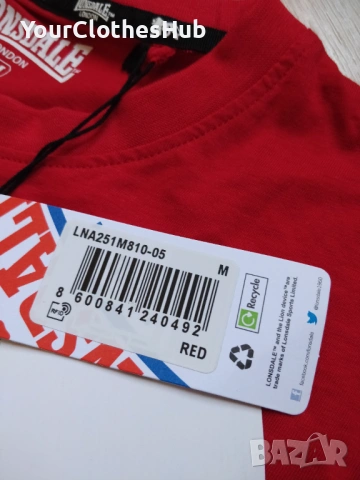 YourClothesHub
LONSDALE
LONDON
LONSDALE
LNA251M810-05
M
8 600841 240492
RED
Recycle
LONSDALE™ and the Lion device™ are
trade marks of Lonsdale Sports Limited.
BAZAR